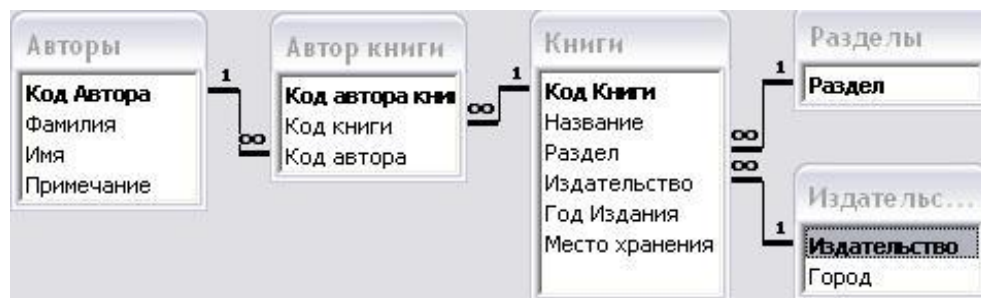 Авторы
Код Автора
Фамилия
Имя
Примечание
1
∞
Автор книги
Код автора кни
Код книги
Код автора
∞
1
Книги
Код Книги
Название
Раздел
Издательство
Год Издания
Место хранения
∞
∞
1
1
Разделы
Раздел
Издательс...
Издательство
Город